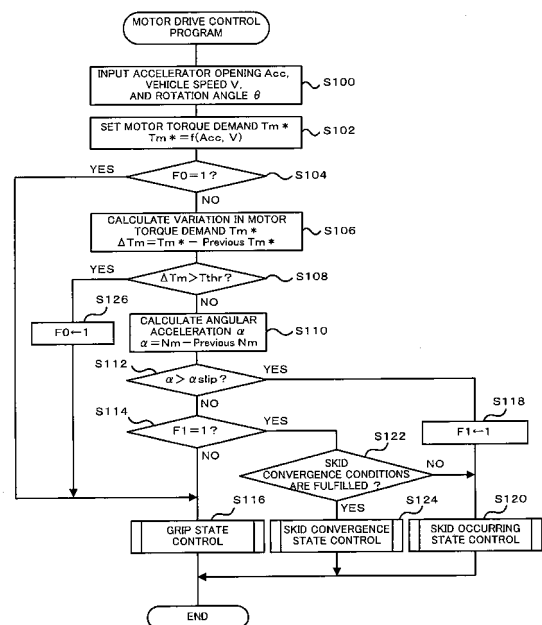 MOTOR DRIVE CONTROL
PROGRAM
INPUT ACCELERATOR OPENING Acc,
VEHICLE SPEED V,
AND ROTATION ANGLE θ
S100
SET MOTOR TORQUE DEMAND Tm*
Tm*=f(Acc, V)
S102
YES
F0=1?
S104
NO
CALCULATE VARIATION IN MOTOR
TORQUE DEMAND Tm*
ΔTm=Tm*－Previous Tm*
S106
YES
ΔTm>Tthr?
S108
S126
NO
F0←1
CALCULATE ANGULAR
ACCELERATION α
α=Nm－Previous Nm
S110
S112
YES
α>αslip?
S118
S114
NO
F1←1
F1=1?
YES
S122
NO
SKID
CONVERGENCE CONDITIONS
ARE FULFILLED ?
NO
S116
YES
S124
S120
GRIP STATE
CONTROL
SKID CONVERGENCE
STATE CONTROL
SKID OCCURRING
STATE CONTROL
END